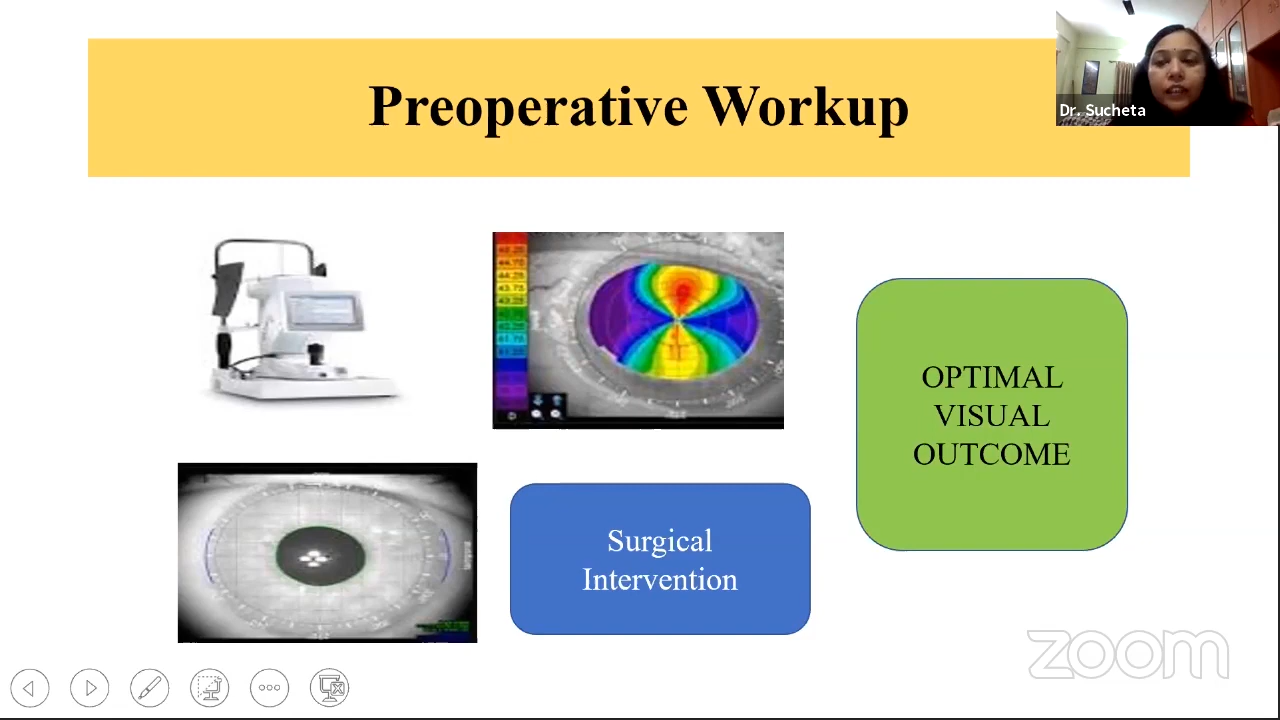 Preoperative Workup
Dr. Sucheta
OPTIMAL
VISUAL
OUTCOME
Surgical
Intervention
zoom